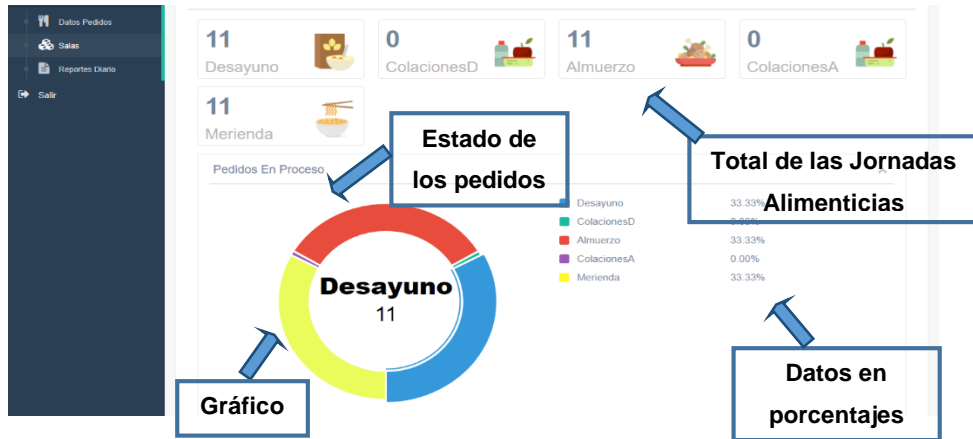 Datos Pedidos
Salas
Reportes Diario
Salir
11
Desayuno
0
ColacionesD
11
Almuerzo
0
ColacionesA
11
Merienda
Estado de
los pedidos
Total de las Jornadas
Alimenticias
Pedidos En Proceso
Desayuno 33.33%
ColacionesD 0.00%
Almuerzo 33.33%
ColacionesA 0.00%
Merienda 33.33%
Desayuno
11
Gráfico
Datos en
porcentajes